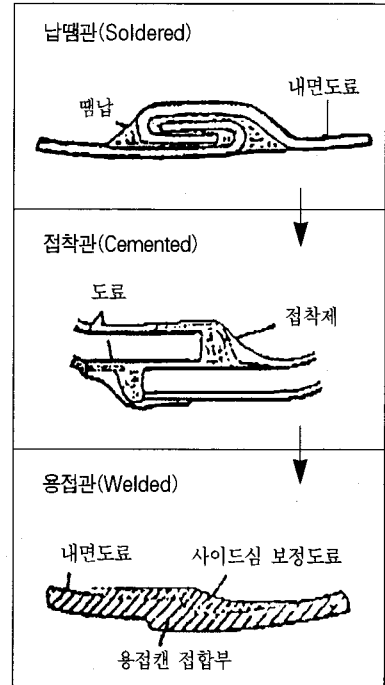 납땜관(Soldered)
땜납
내면도료
접착관(Cemented)
도료
접착제
용접관(Welded)
내면도료
사이드심 보정도료
용접캔 접합부